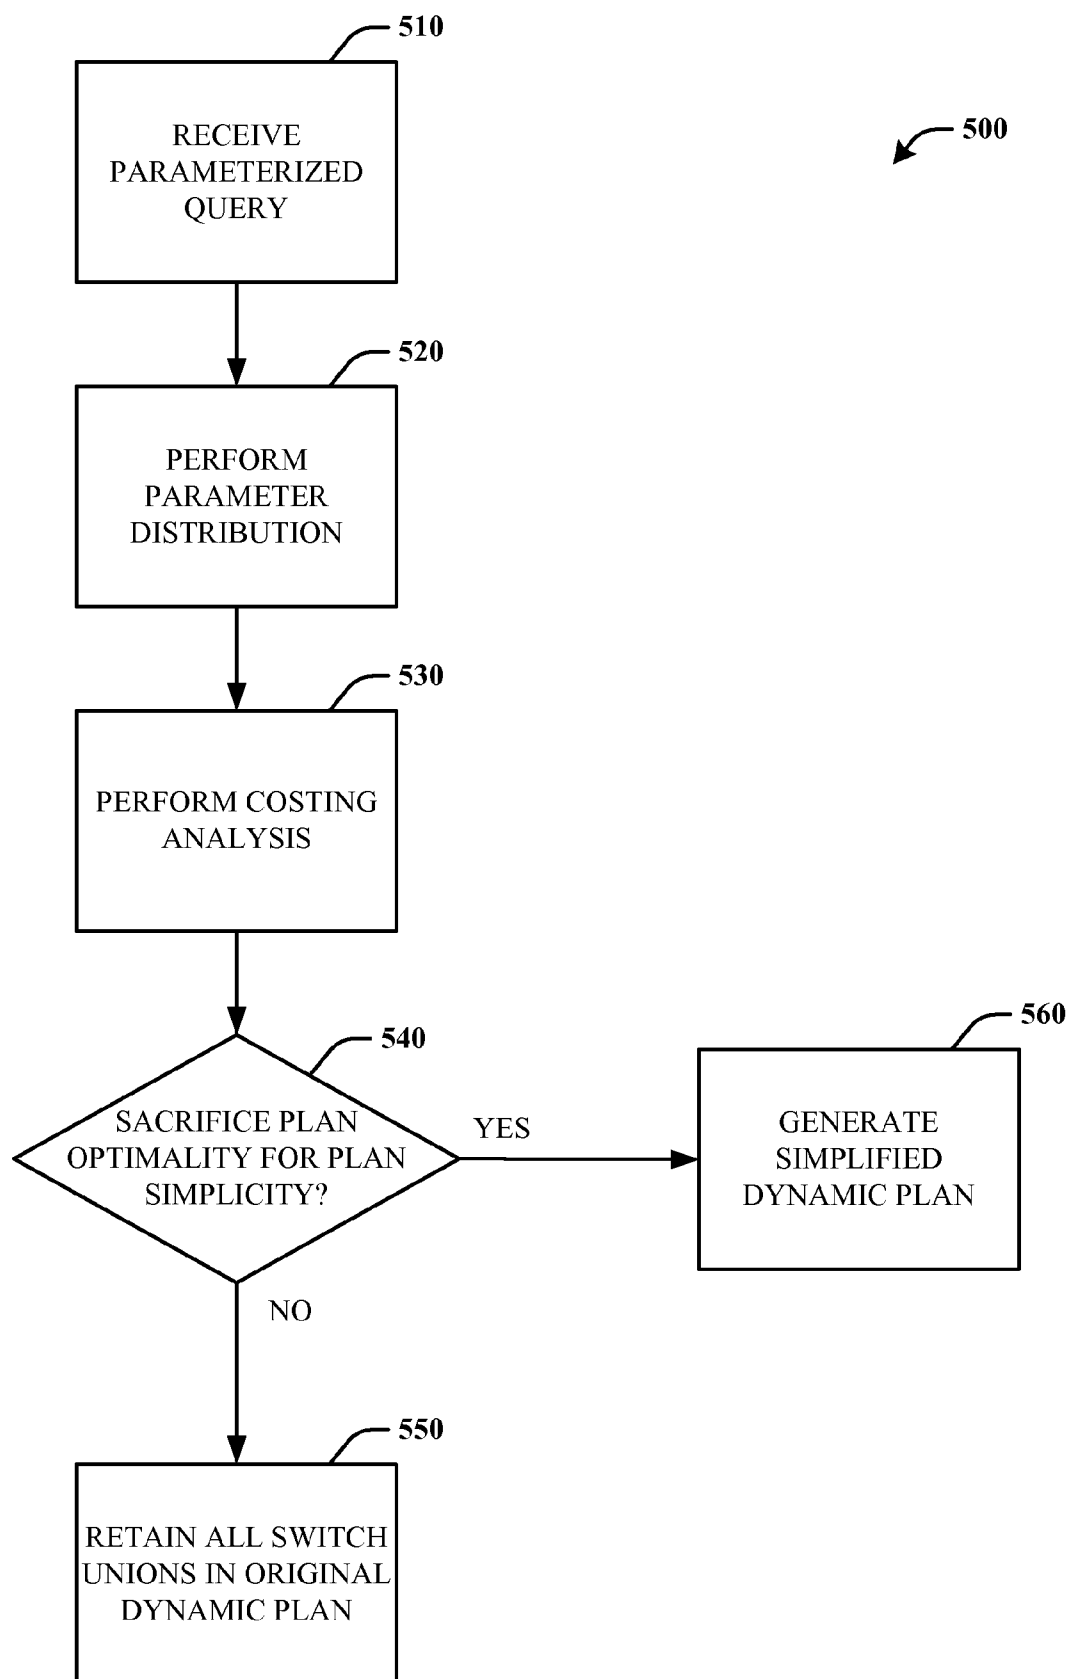 510
RECEIVE
PARAMETERIZED
QUERY
500
520
PERFORM
PARAMETER
DISTRIBUTION
530
PERFORM COSTING
ANALYSIS
540
SACRIFICE PLAN
OPTIMALITY FOR PLAN
SIMPLICITY?
YES
560
GENERATE
SIMPLIFIED
DYNAMIC PLAN
NO
550
RETAIN ALL SWITCH
UNIONS IN ORIGINAL
DYNAMIC PLAN